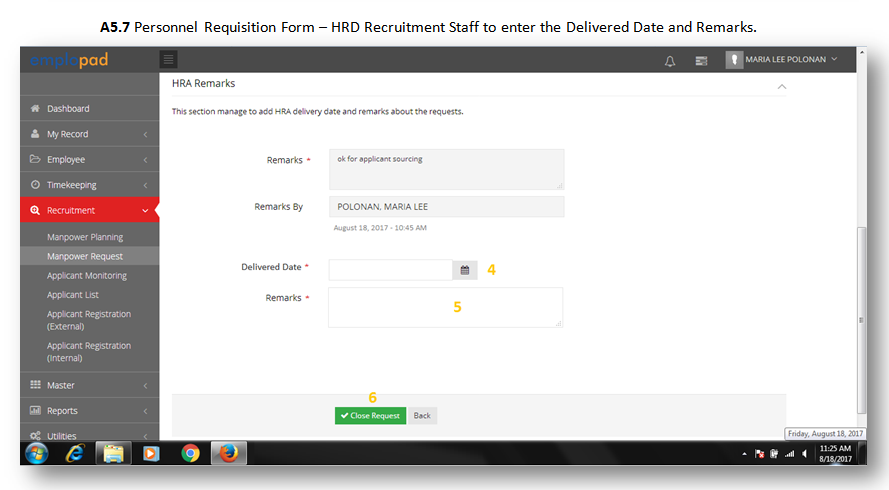 A5.7 Personnel Requisition Form – HRD Recruitment Staff to enter the Delivered Date and Remarks.
emplopad
MARIA LEE POLONAN
HRA Remarks
This section manage to add HRA delivery date and remarks about the requests.
Dashboard
My Record
Employee
Timekeeping
Recruitment
Manpower Planning
Manpower Request
Applicant Monitoring
Applicant List
Applicant Registration
(External)
Applicant Registration
(Internal)
Master
Reports
Utilities
Remarks *
ok for applicant sourcing
Remarks By
POLONAN, MARIA LEE
August 18, 2017 - 10:45 AM
Delivered Date *
4
Remarks *
5
6
Close Request
Back
Friday, August 18, 2017
11:25 AM
8/18/2017